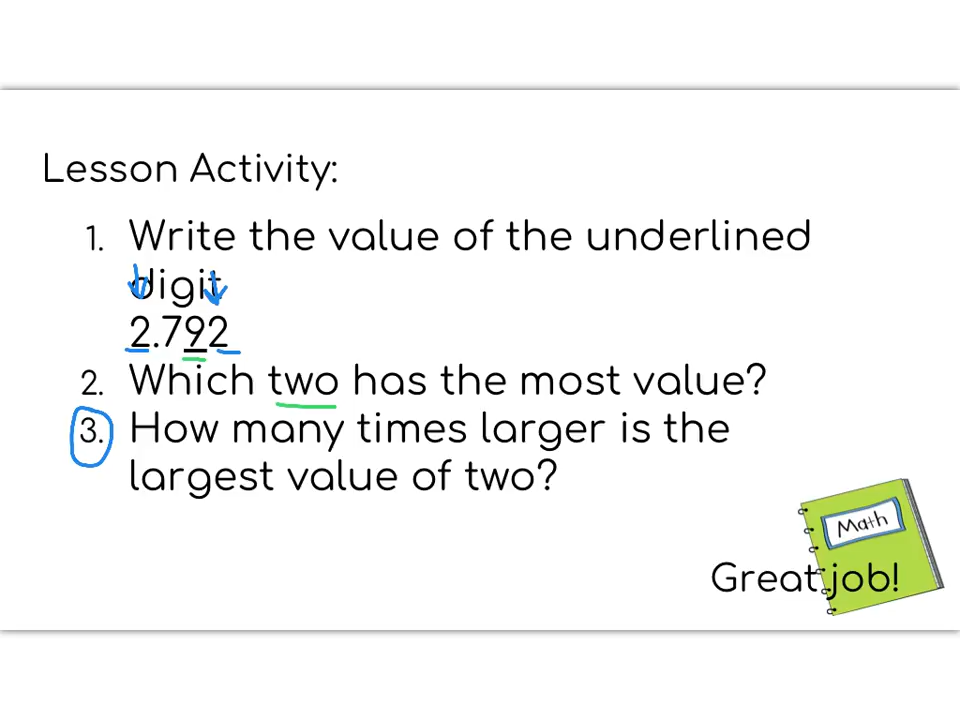 Lesson Activity:
1. Write the value of the underlined
digit
2.792
2. Which two has the most value?
3. How many times larger is the
largest value of two?
Math
Great job!